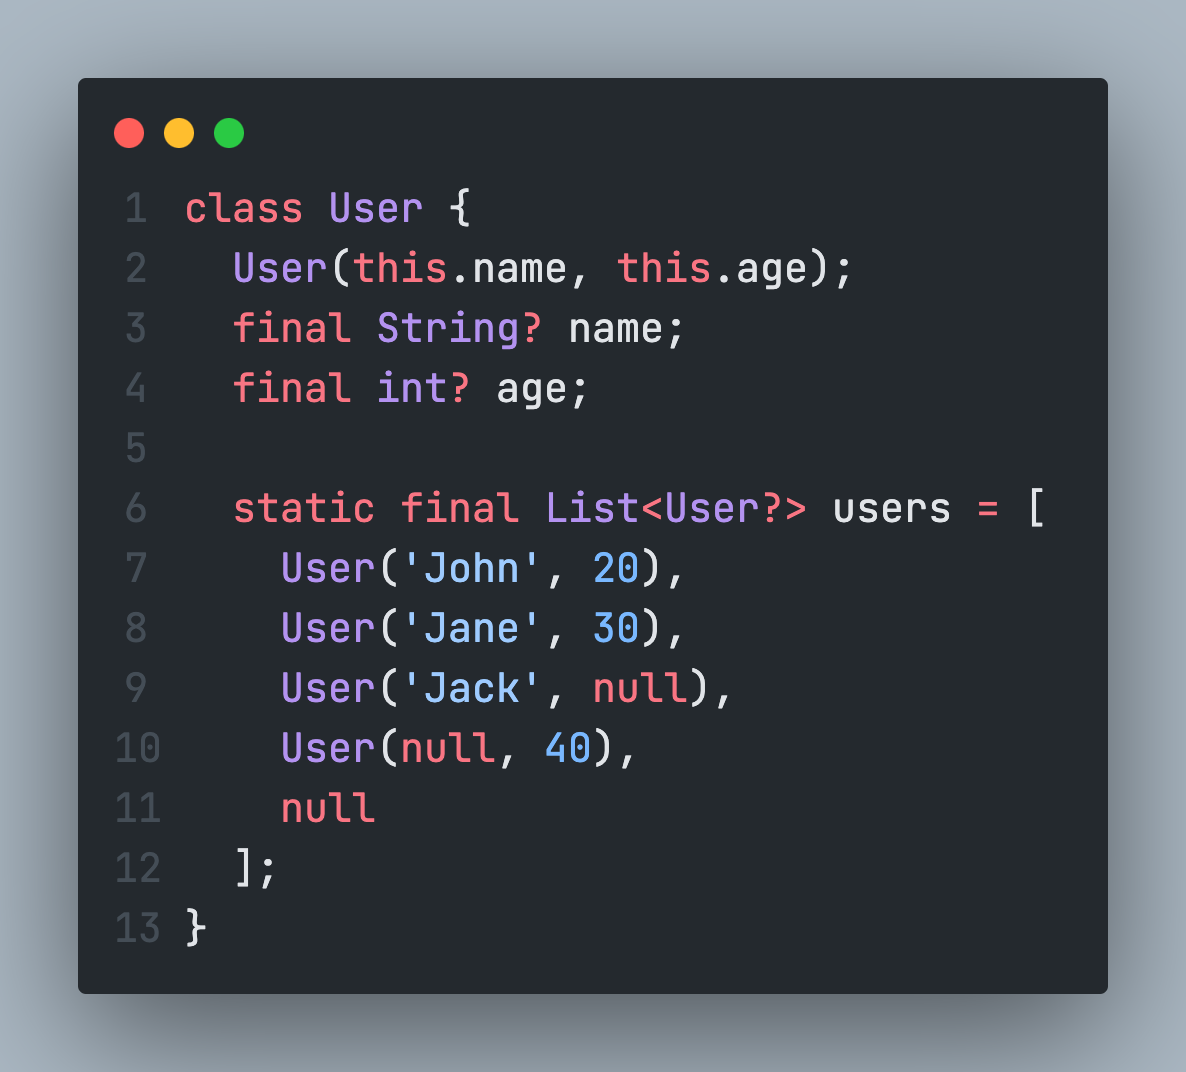 1 class User {
2   User(this.name, this.age);
3   final String? name;
4   final int? age;
5
6   static final List<User?> users = [
7     User('John', 20),
8     User('Jane', 30),
9     User('Jack', null),
10     User(null, 40),
11     null
12   ];
13 }